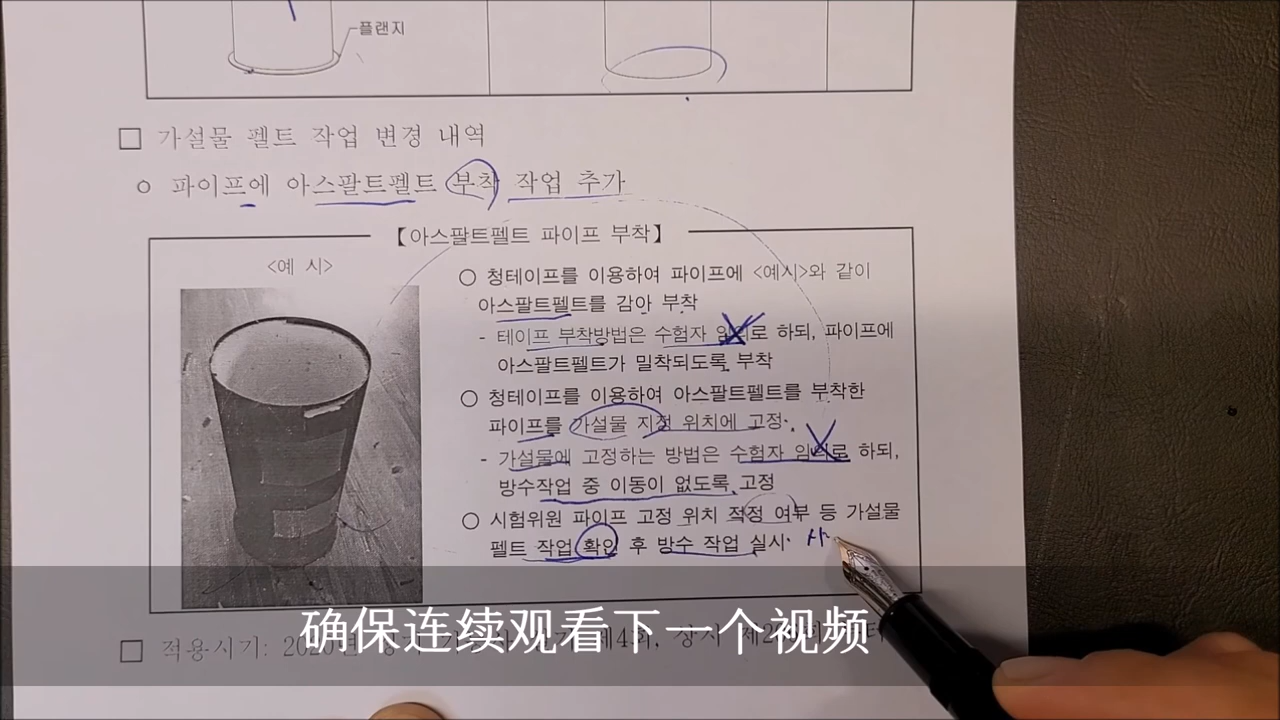 플랜지
□ 가설물 펠트 작업 변경 내역
○ 파이프에 아스팔트펠트 부착 작업 추가
【아스팔트펠트 파이프 부착】
<예 시>
○ 청테이프를 이용하여 파이프에 <예시>와 같이
아스팔트펠트를 감아 부착
- 테이프 부착방법은 수험자 임의로 하되, 파이프에
아스팔트펠트가 밀착되도록 부착
○ 청테이프를 이용하여 아스팔트펠트를 부착한
파이프를 가설물 지정 위치에 고정
- 가설물에 고정하는 방법은 수험자 임의로 하되,
방수작업 중 이동이 없도록 고정
○ 시험위원 파이프 고정 위치 적정 여부 등 가설물
펠트 작업 확인 후 방수 작업 실시
□ 적용시기:
确保连续观看下一个视频